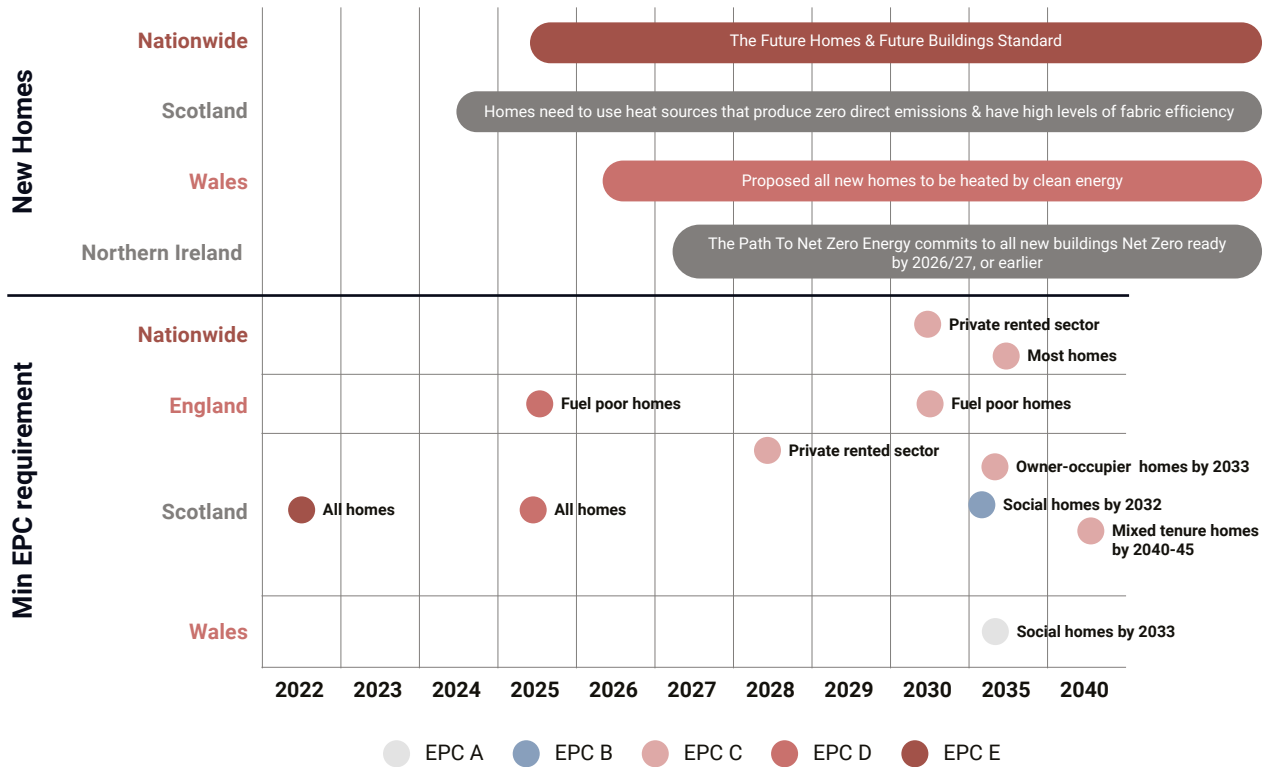 New Homes
Nationwide
The Future Homes & Future Buildings Standard
Scotland
Homes need to use heat sources that produce zero direct emissions & have high levels of fabric efficiency
Wales
Proposed all new homes to be heated by clean energy
Northern Ireland
The Path To Net Zero Energy commits to all new buildings Net Zero ready
by 2026/27, or earlier
Min EPC requirement
Nationwide
Private rented sector
Most homes
England
Fuel poor homes
Fuel poor homes
Scotland
Private rented sector
Owner-occupier homes by 2033
Social homes by 2032
All homes
All homes
Mixed tenure homes
by 2040-45
Wales
Social homes by 2033
2022 2023 2024 2025 2026 2027 2028 2029 2030 2035 2040
EPC A EPC B EPC C EPC D EPC E